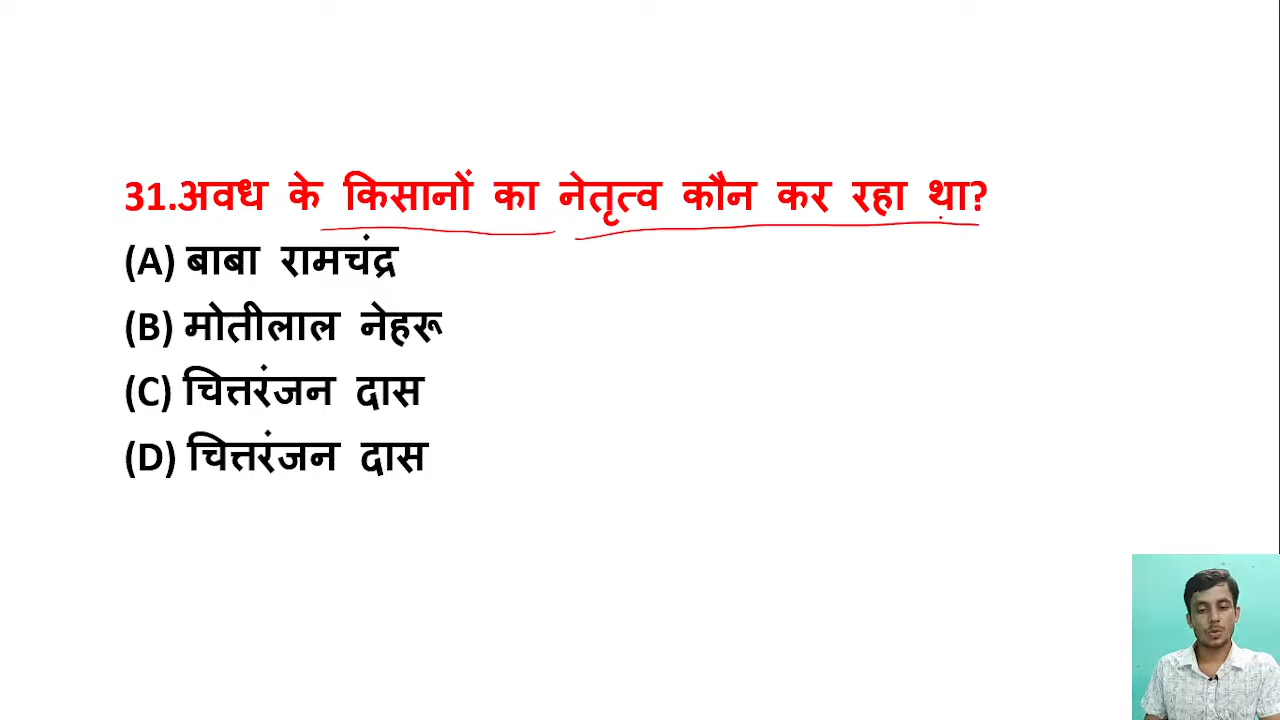 31.अवध के किसानों का नेतृत्व कौन कर रहा था?
(A) बाबा रामचंद्र
(B) मोतीलाल नेहरू
(C) चित्तरंजन दास
(D) चित्तरंजन दास